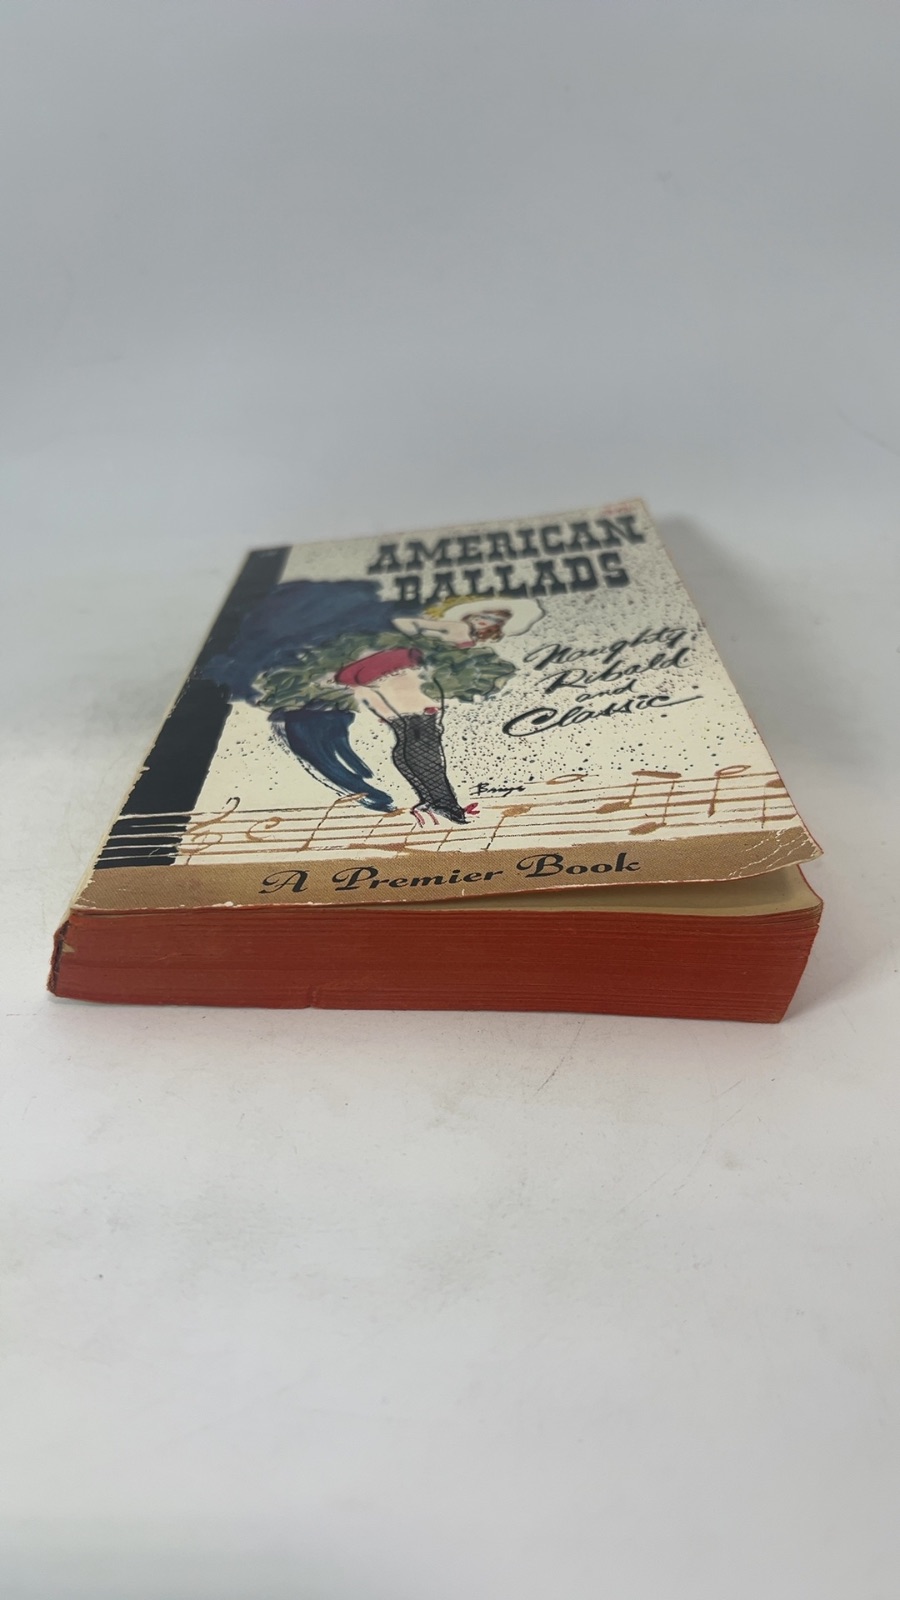 AMERICAN
BALLADS
Naughty,
Ribald
and
Classic
A Premier Book